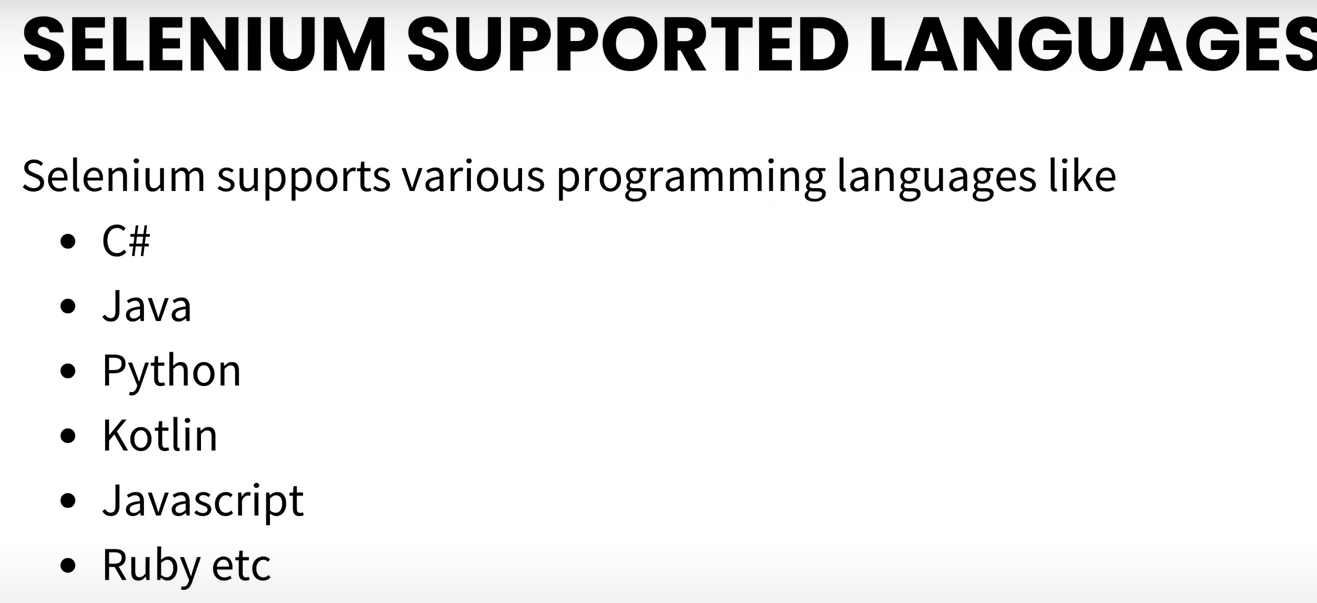 SELENIUM SUPPORTED LANGUAGES
Selenium supports various programming languages like
• C#
• Java
• Python
• Kotlin
• Javascript
• Ruby etc